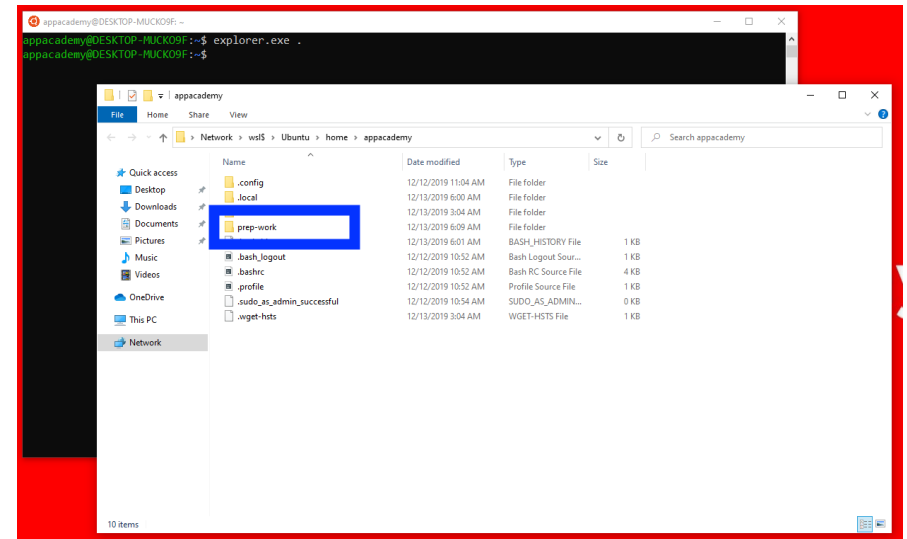 appacademy@DESKTOP-MUCKO9F: ~
appacademy@DESKTOP-MUCKO9F:~$ explorer.exe .
appacademy@DESKTOP-MUCKO9F:~$
appacademy
File Home Share View
Network › wsl$ › Ubuntu › home › appacademy
Search appacademy
Name Date modified Type Size
Quick access
Desktop
Downloads
Documents
Pictures
Music
Videos
OneDrive
This PC
Network
.config 12/12/2019 11:04 AM File folder
.local 12/13/2019 6:00 AM File folder
12/13/2019 3:04 AM File folder
prep-work 12/13/2019 6:09 AM File folder
12/13/2019 6:01 AM BASH_HISTORY File 1 KB
.bash_logout 12/12/2019 10:52 AM Bash Logout Sour... 1 KB
.bashrc 12/12/2019 10:52 AM Bash RC Source File 4 KB
.profile 12/12/2019 10:52 AM Profile Source File 1 KB
.sudo_as_admin_successful 12/12/2019 10:54 AM SUDO_AS_ADMIN... 0 KB
.wget-hsts 12/13/2019 3:04 AM WGET-HSTS File 1 KB
10 items